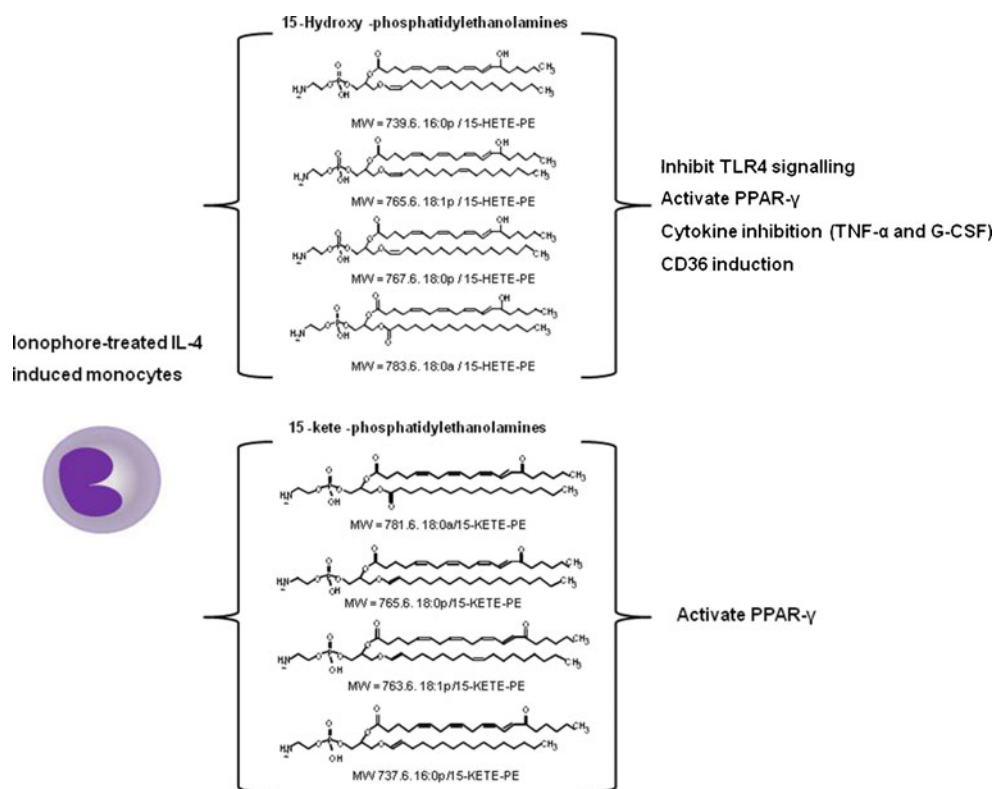 15-Hydroxy -phosphatidylethanolamines
MW = 739.6. 16:0p / 15-HETE-PE
MW = 765.6. 18:1p / 15-HETE-PE
MW = 767.6. 18:0p / 15-HETE-PE
MW = 783.6. 18:0a / 15-HETE-PE
Inhibit TLR4 signalling
Activate PPAR-γ
Cytokine inhibition (TNF-α and G-CSF)
CD36 induction
Ionophore-treated IL-4
induced monocytes
15 -kete -phosphatidylethanolamines
MW = 781.6. 18:0a/15-KETE-PE
MW = 765.6. 18:0p/15-KETE-PE
MW = 763.6. 18:1p/15-KETE-PE
MW 737.6. 16:0p/15-KETE-PE
Activate PPAR-γ